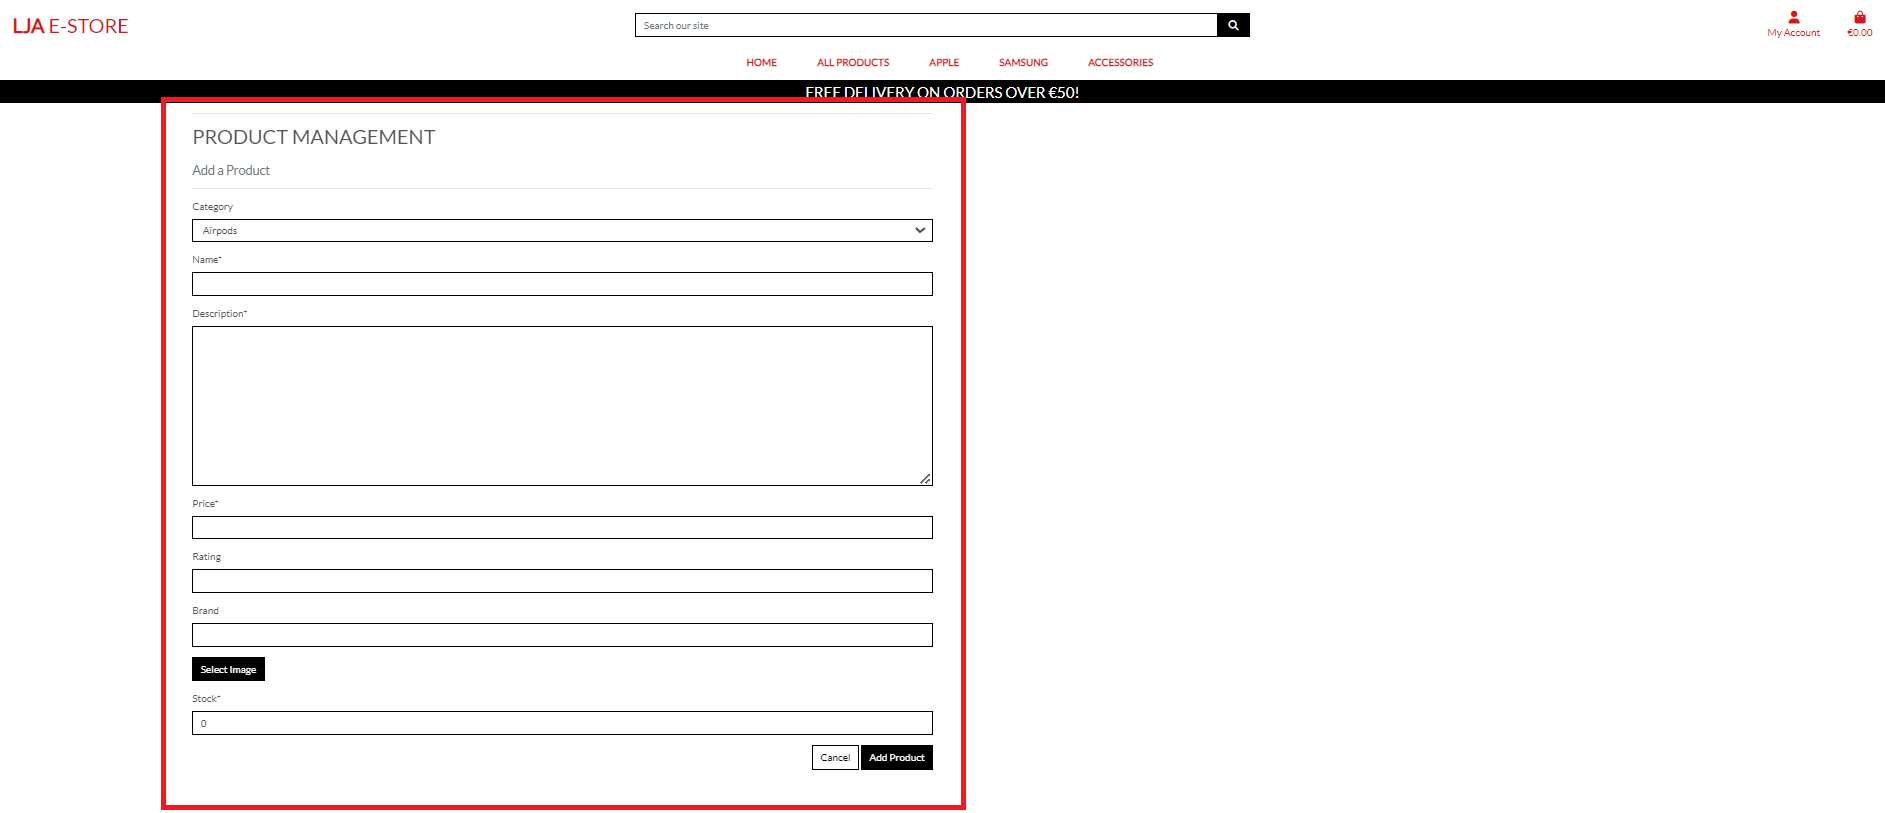 LJA E-STORE
Search our site
My Account
€0.00
HOME ALL PRODUCTS APPLE SAMSUNG ACCESSORIES
FREE DELIVERY ON ORDERS OVER €50!
PRODUCT MANAGEMENT
Add a Product
Category
Airpods
Name*
Description*
Price*
Rating
Brand
Select Image
Stock*
0
Cancel Add Product